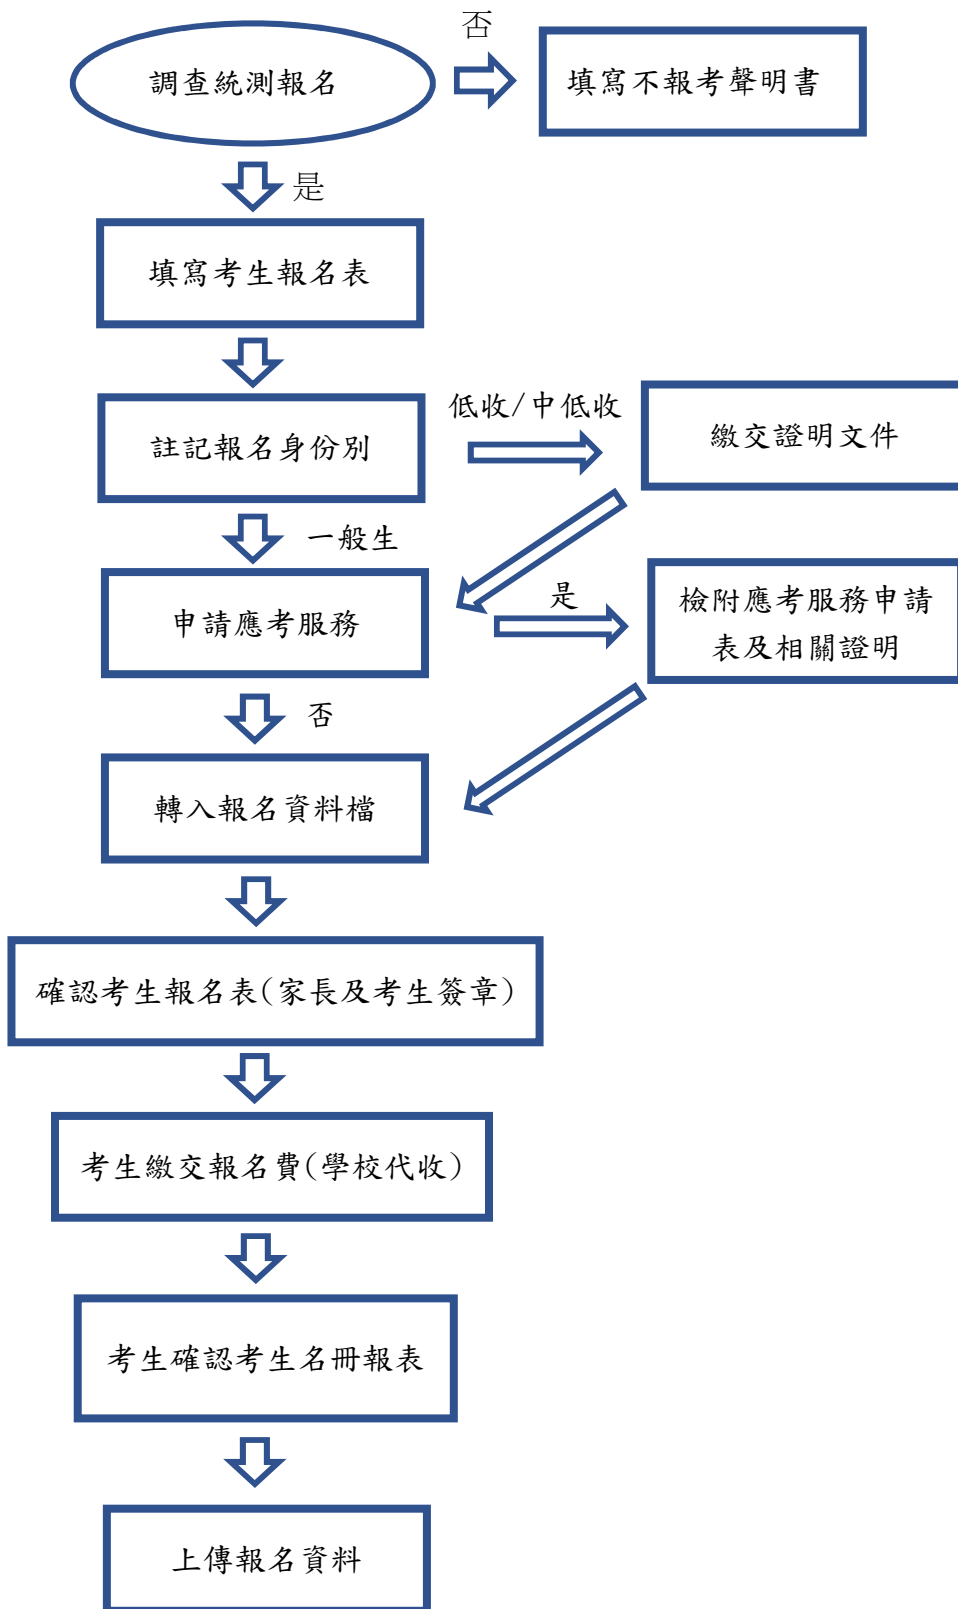 否
調查統測報名
填寫不報考聲明書
是
填寫考生報名表
低收/中低收
註記報名身份別
繳交證明文件
一般生
申請應考服務
是
檢附應考服務申請
表及相關證明
否
轉入報名資料檔
確認考生報名表(家長及考生簽章)
考生繳交報名費(學校代收)
考生確認考生名冊報表
上傳報名資料